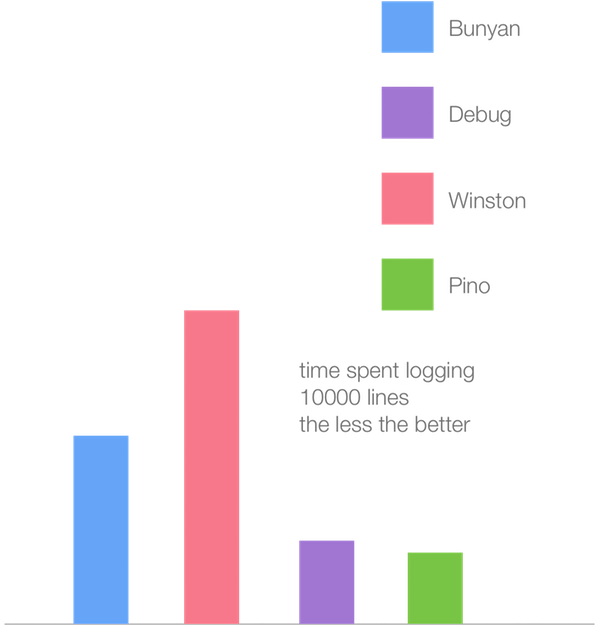 Bunyan
Debug
Winston
Pino
time spent logging
10000 lines
the less the better